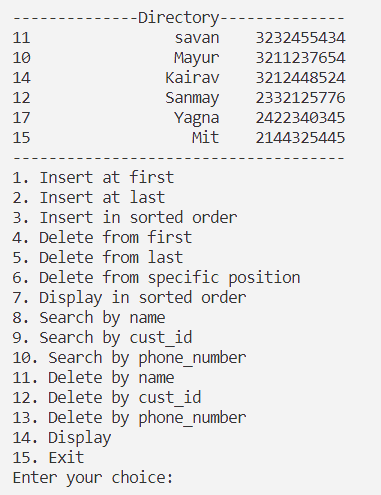 --------------Directory--------------
11                savan    3232455434
10                Mayur    3211237654
14               Kairav    3212448524
12               Sanmay    2332125776
17                Yagna    2422340345
15                  Mit    2144325445
-------------------------------------
1. Insert at first
2. Insert at last
3. Insert in sorted order
4. Delete from first
5. Delete from last
6. Delete from specific position
7. Display in sorted order
8. Search by name
9. Search by cust_id
10. Search by phone_number
11. Delete by name
12. Delete by cust_id
13. Delete by phone_number
14. Display
15. Exit
Enter your choice: